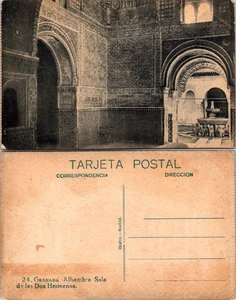 TARJETA POSTAL
CORRESPONDENCIA
DIRECCION
24. GRANADA Alhambra Sala
de las Dos Hermanas.